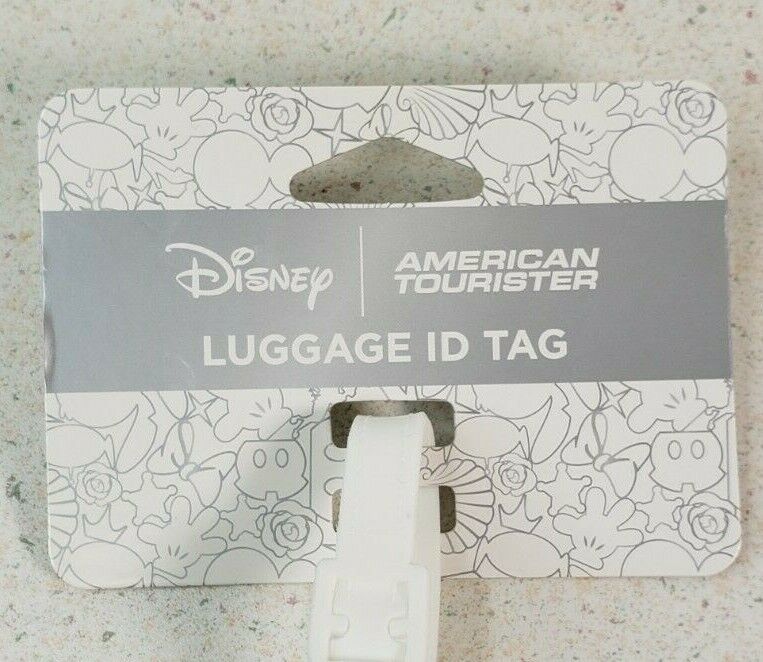 Disney
AMERICAN
TOURISTER
LUGGAGE ID TAG